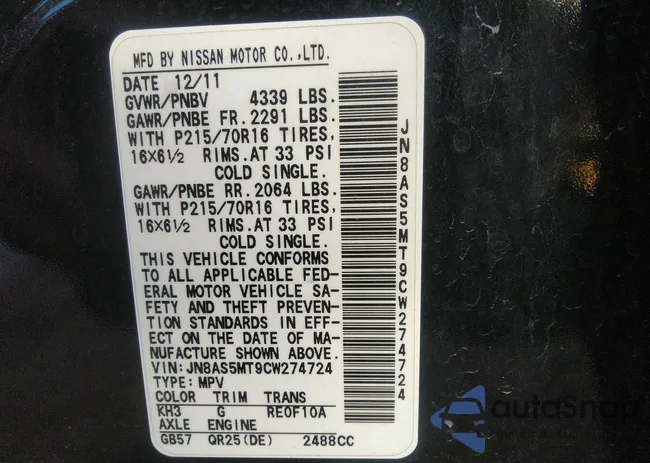 MFD BY NISSAN MOTOR CO.,LTD.
DATE 12/11
GVWR/PNBV 4339 LBS.
GAWR/PNBE FR. 2291 LBS.
WITH P215/70R16 TIRES,
16X6½ RIMS. AT 33 PSI
COLD SINGLE.
GAWR/PNBE RR. 2064 LBS.
WITH P215/70R16 TIRES,
16X6½ RIMS. AT 33 PSI
COLD SINGLE.
THIS VEHICLE CONFORMS
TO ALL APPLICABLE FED-
ERAL MOTOR VEHICLE SA-
FETY AND THEFT PREVEN-
TION STANDARDS IN EFF-
ECT ON THE DATE OF MA-
NUFACTURE SHOWN ABOVE.
VIN: JN8AS5MT9CW274724
TYPE: MPV
COLOR TRIM TRANS
KH3 G RE0F10A
AXLE ENGINE
GB57 QR25(DE) 2488CC
JN8AS5MT9CW274724
autoSnap